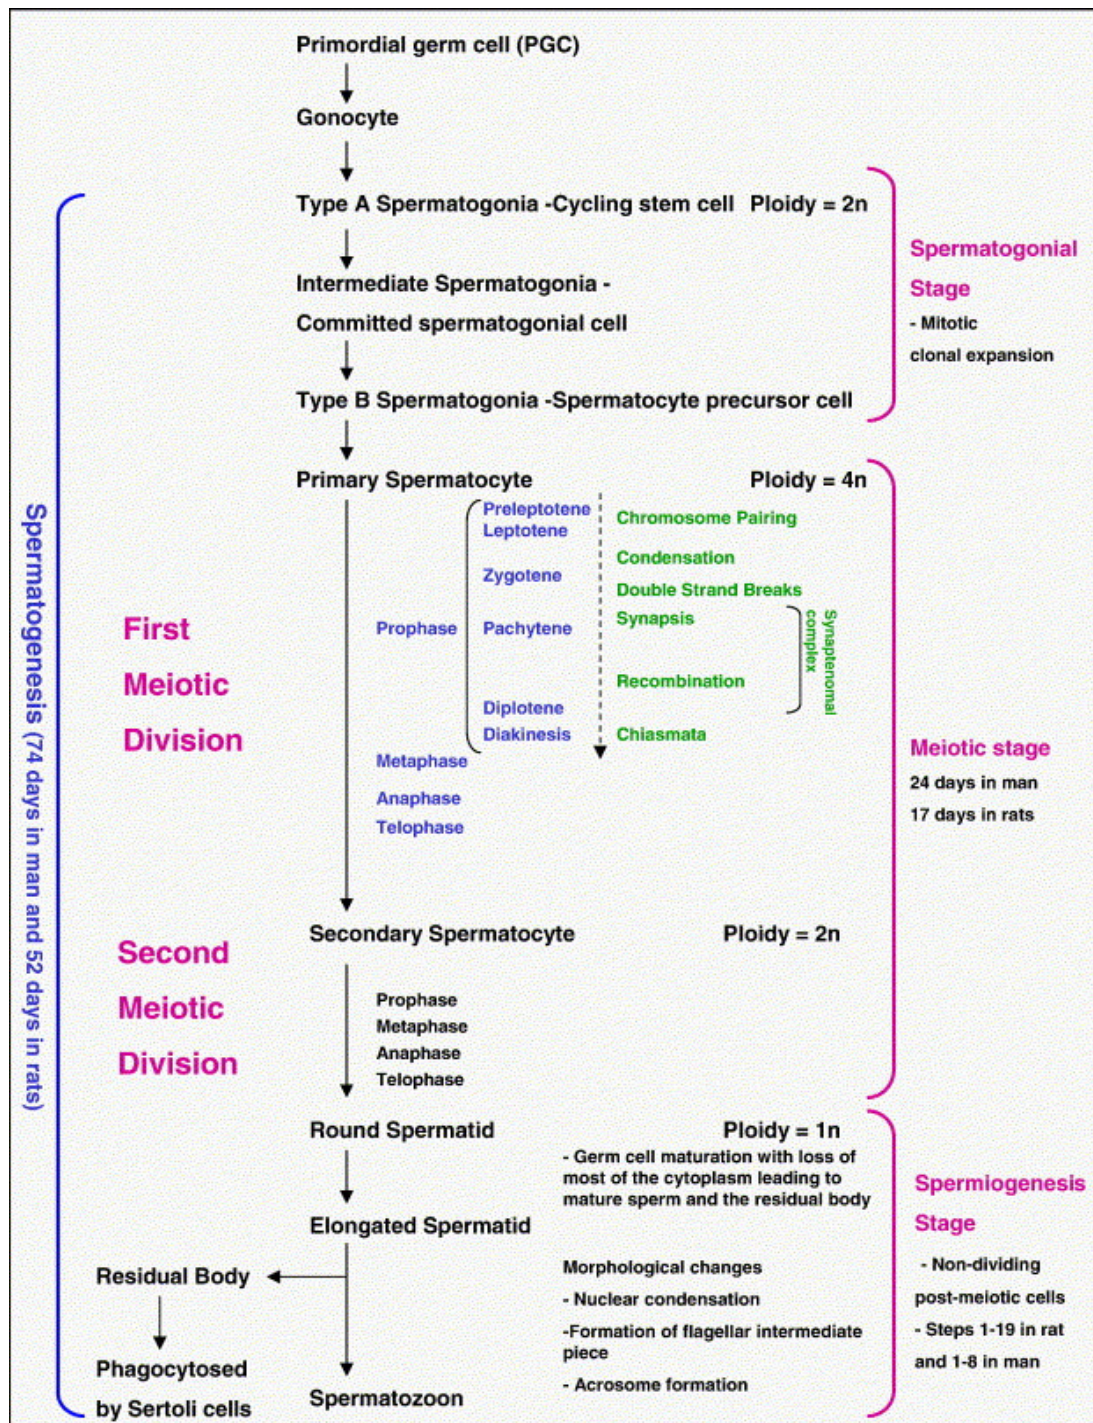 Primordial germ cell (PGC)
Gonocyte
Type A Spermatogonia -Cycling stem cell Ploidy = 2n
Intermediate Spermatogonia -
Committed spermatogonial cell
Type B Spermatogonia -Spermatocyte precursor cell
Spermatogonial
Stage
- Mitotic
clonal expansion
Primary Spermatocyte Ploidy = 4n
Preleptotene
Leptotene
Zygotene
Prophase
Pachytene
Diplotene
Diakinesis
Metaphase
Anaphase
Telophase
Chromosome Pairing
Condensation
Double Strand Breaks
Synapsis
Recombination
Chiasmata
Synaptenomal
complex
First
Meiotic
Division
Meiotic stage
24 days in man
17 days in rats
Spermatogenesis (74 days in man and 52 days in rats)
Secondary Spermatocyte Ploidy = 2n
Second
Meiotic
Division
Prophase
Metaphase
Anaphase
Telophase
Round Spermatid Ploidy = 1n
- Germ cell maturation with loss of
most of the cytoplasm leading to
mature sperm and the residual body
Elongated Spermatid
Spermiogenesis
Stage
- Non-dividing
post-meiotic cells
- Steps 1-19 in rat
and 1-8 in man
Residual Body
Phagocytosed
by Sertoli cells
Morphological changes
- Nuclear condensation
-Formation of flagellar intermediate
piece
- Acrosome formation
Spermatozoon